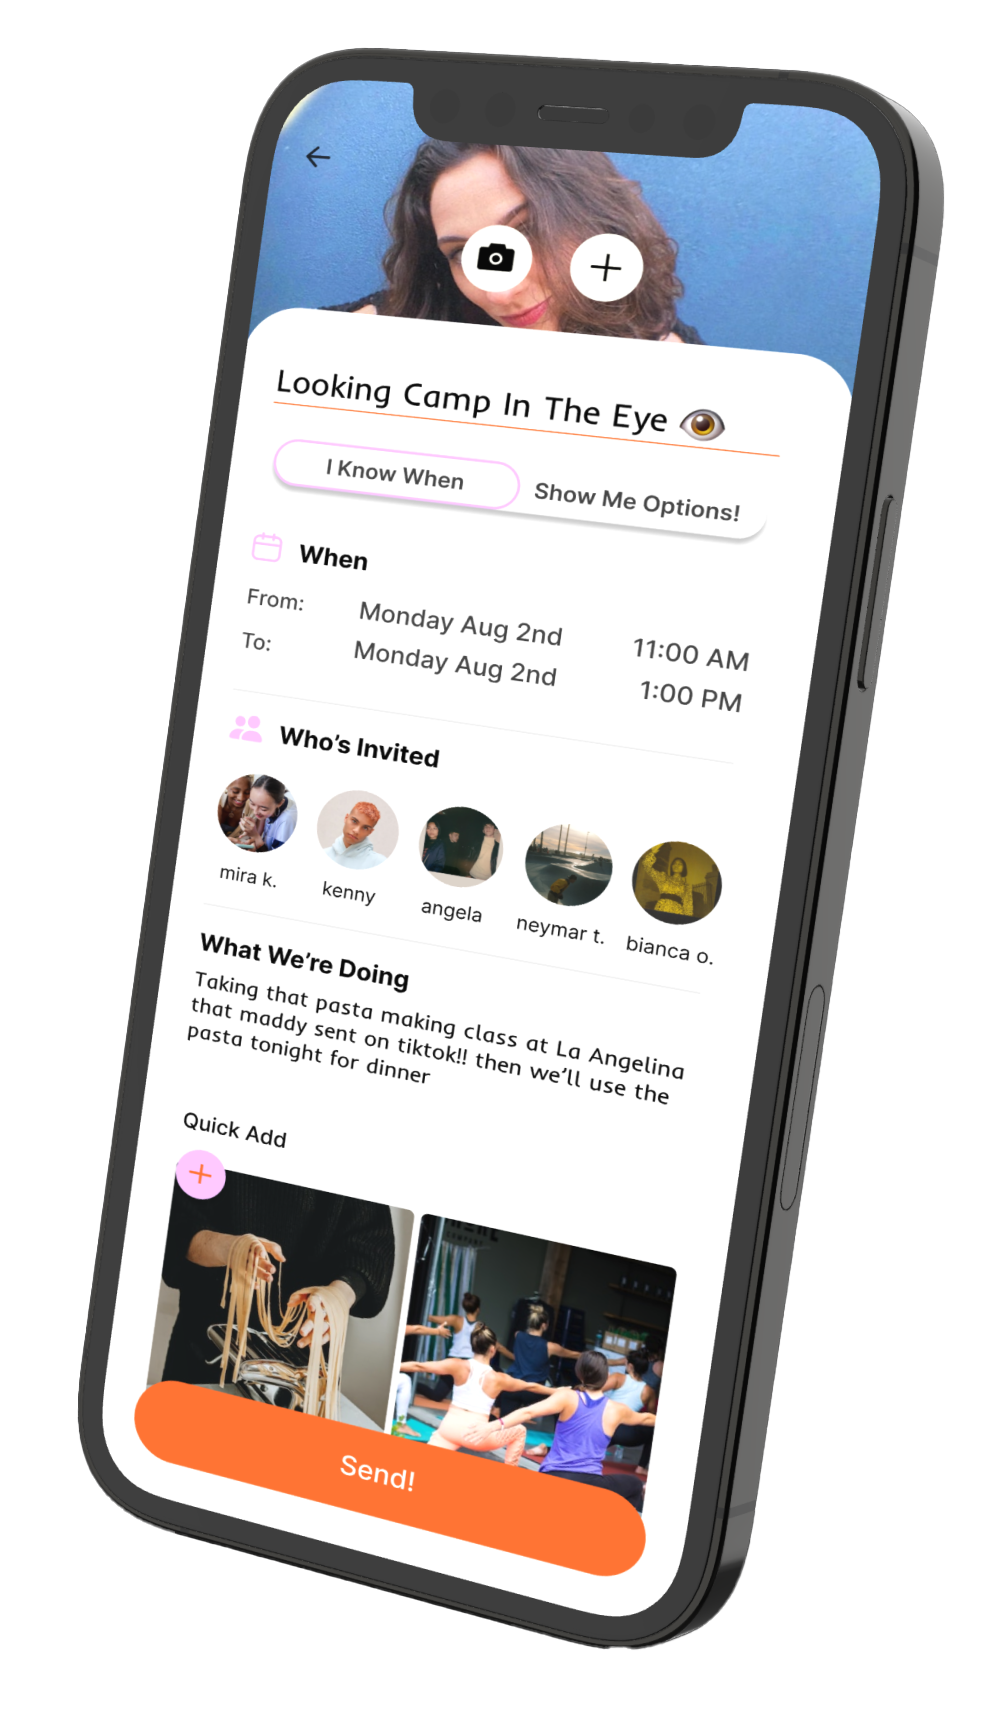 Looking Camp In The Eye 👁
I Know When
Show Me Options!
When
From: Monday Aug 2nd 11:00 AM
To: Monday Aug 2nd 1:00 PM
Who's Invited
mira k. kenny angela neymar t. bianca o.
What We're Doing
Taking that pasta making class at La Angelina
that maddy sent on tiktok!! then we'll use the
pasta tonight for dinner
Quick Add
COMPANY
Send!